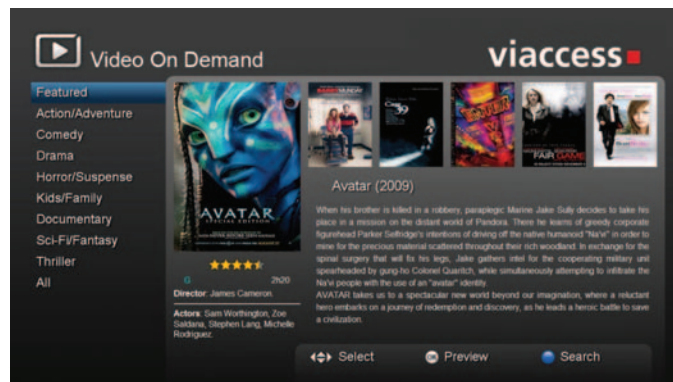 Video On Demand
viaccess
Featured
Action/Adventure
Comedy
Drama
Horror/Suspense
Kids/Family
Documentary
Sci-Fi/Fantasy
Thriller
All
AVATAR
SPECIAL EDITION
G 2h20
Director: James Cameron
Actors: Sam Worthington, Zoe
Saldana, Stephen Lang, Michelle
Rodriguez.
Case
39
FAIR GAME
Avatar (2009)
When his brother is killed in a robbery, paraplegic Marine Jake Sully decides to take his
place in a mission on the distant world of Pandora. There he learns of greedy corporate
figurehead Parker Selfridge's intentions of driving off the native humanoid "Na'vi" in order to
mine for the precious material scattered throughout their rich woodland. In exchange for the
spinal surgery that will fix his legs, Jake gathers intel for the cooperating military unit
spearheaded by gung-ho Colonel Quaritch, while simultaneously attempting to infiltrate the
Na'vi people with the use of an "avatar" identity.
AVATAR takes us to a spectacular new world beyond our imagination, where a reluctant
hero embarks on a journey of redemption and discovery, as he leads a heroic battle to save
a civilization.
Select
OK Preview
Search